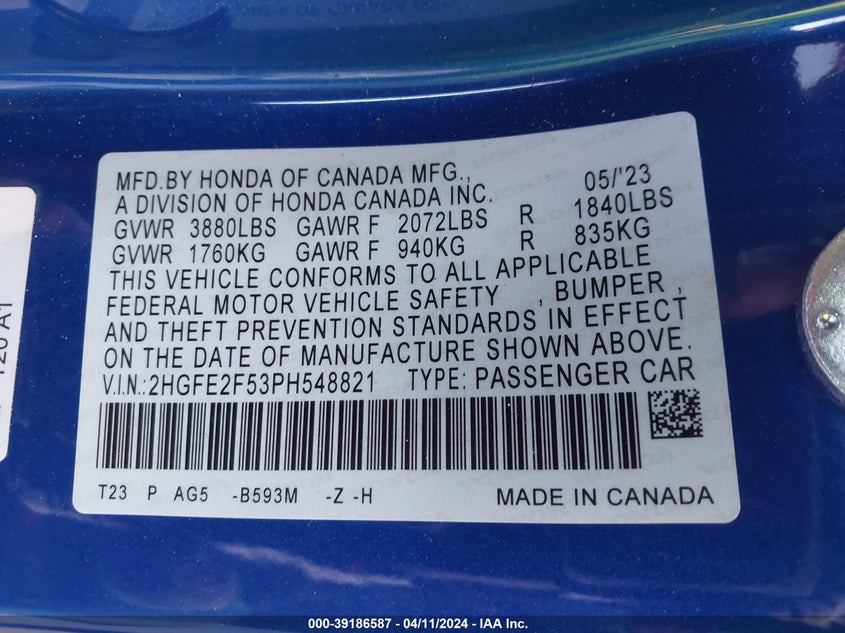 MFD.BY HONDA OF CANADA MFG., 05/'23
A DIVISION OF HONDA CANADA INC.
GVWR 3880LBS GAWR F 2072LBS R 1840LBS
GVWR 1760KG GAWR F 940KG R 835KG
THIS VEHICLE CONFORMS TO ALL APPLICABLE
FEDERAL MOTOR VEHICLE SAFETY , BUMPER ,
AND THEFT PREVENTION STANDARDS IN EFFECT
ON THE DATE OF MANUFACTURE SHOWN ABOVE.
V.I.N.:2HGFE2F53PH548821 TYPE: PASSENGER CAR
T23 P AG5 -B593M -Z -H MADE IN CANADA
000-39186587 - 04/11/2024 - IAA Inc.